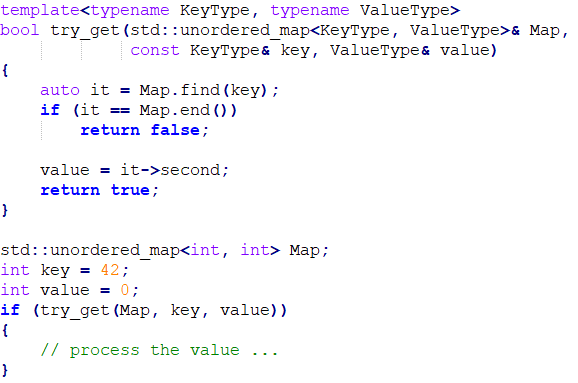 template<typename KeyType, typename ValueType>
bool try_get(std::unordered_map<KeyType, ValueType>& Map,
             const KeyType& key, ValueType& value)
{
    auto it = Map.find(key);
    if (it == Map.end())
        return false;

    value = it->second;
    return true;
}

std::unordered_map<int, int> Map;
int key = 42;
int value = 0;
if (try_get(Map, key, value))
{
    // process the value ...
}